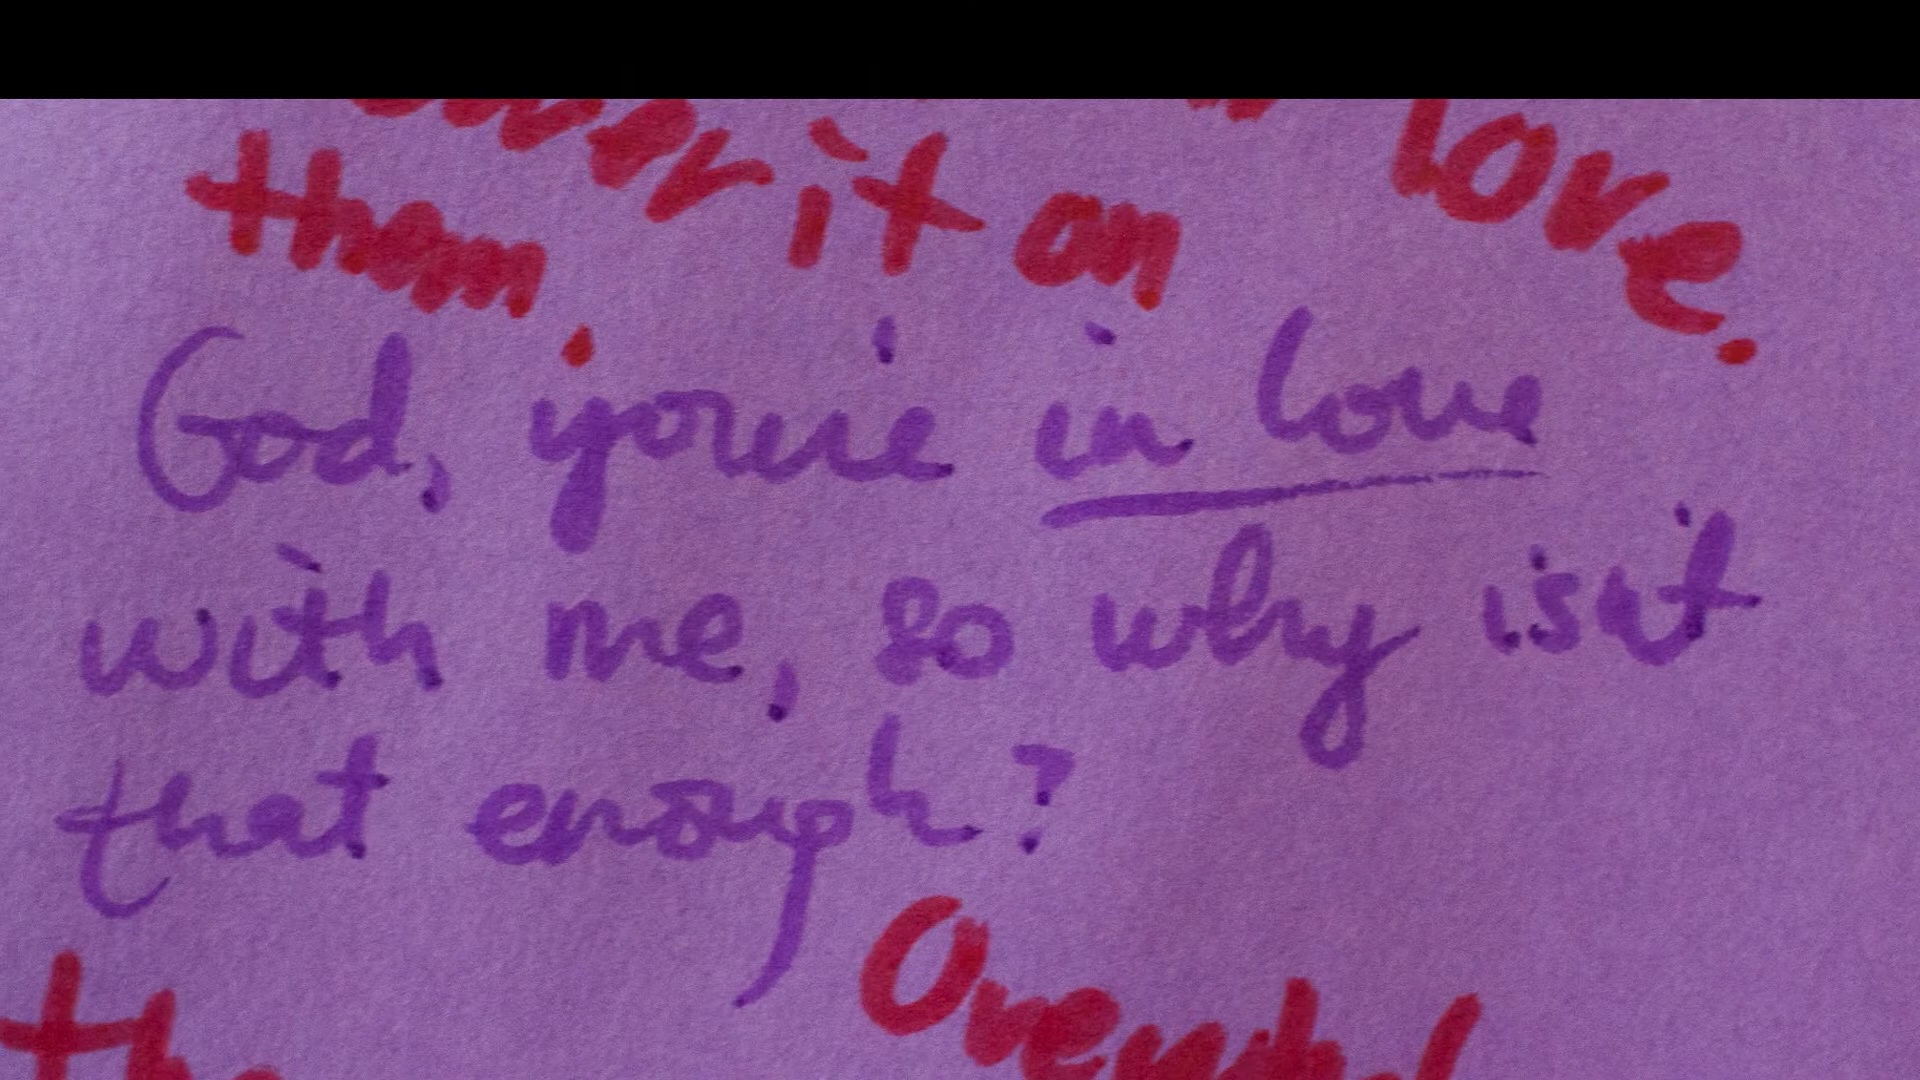 love.
it on
them.
God, you're in love
with me, so why isn't
that enough?